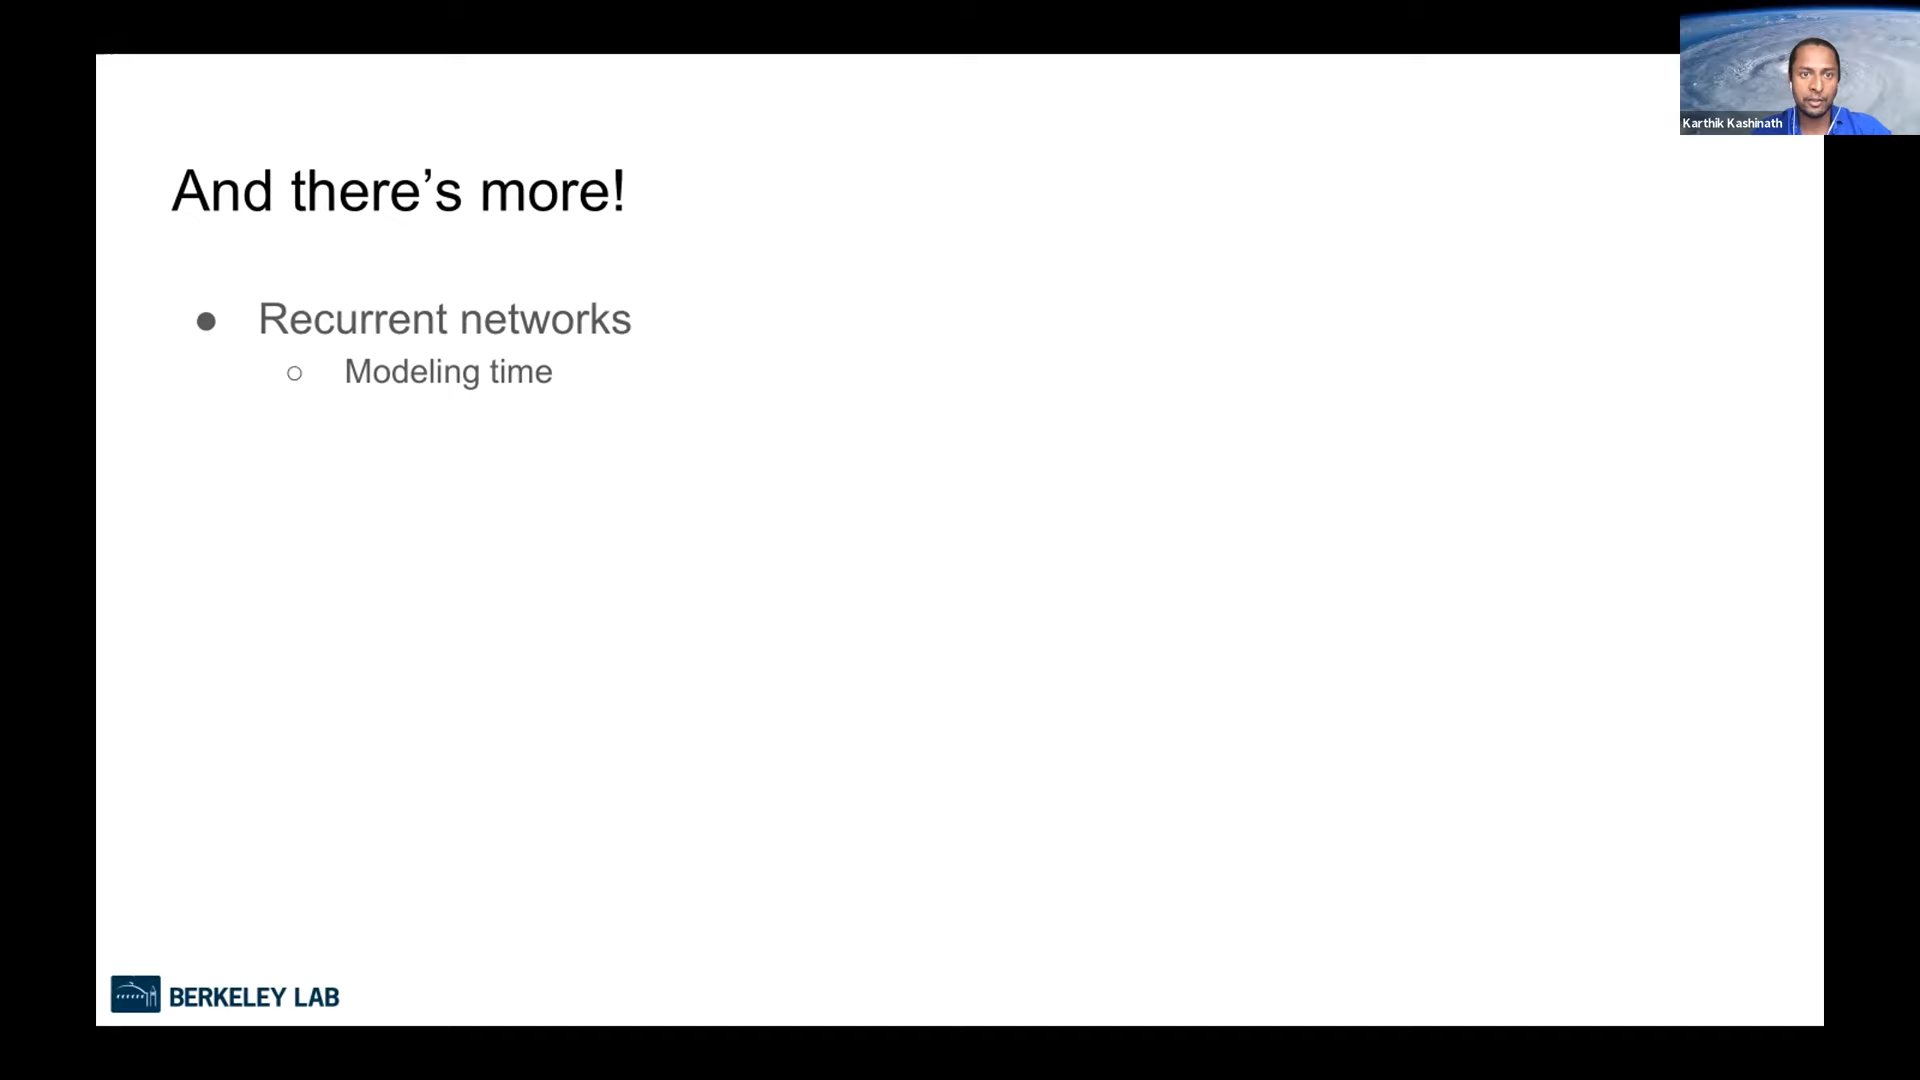 Karthik Kashinath
And there’s more!
● Recurrent networks
○ Modeling time
BERKELEY LAB